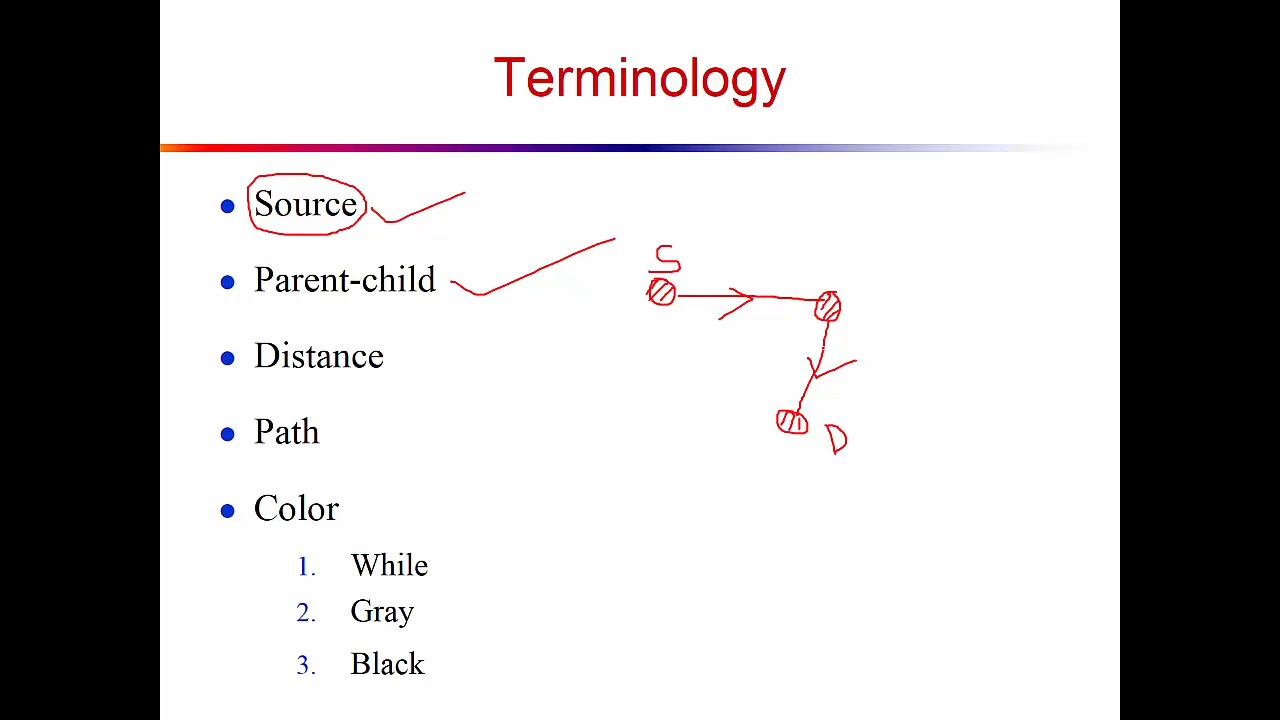 Terminology
Source
Parent-child
S
Distance
Path
D
Color
1. While
2. Gray
3. Black